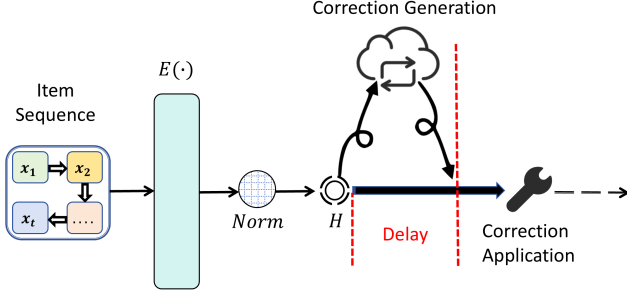 Correction Generation
E(·)
Item
Sequence
x₁
x₂
xₜ
....
Norm
H
Delay
Correction
Application